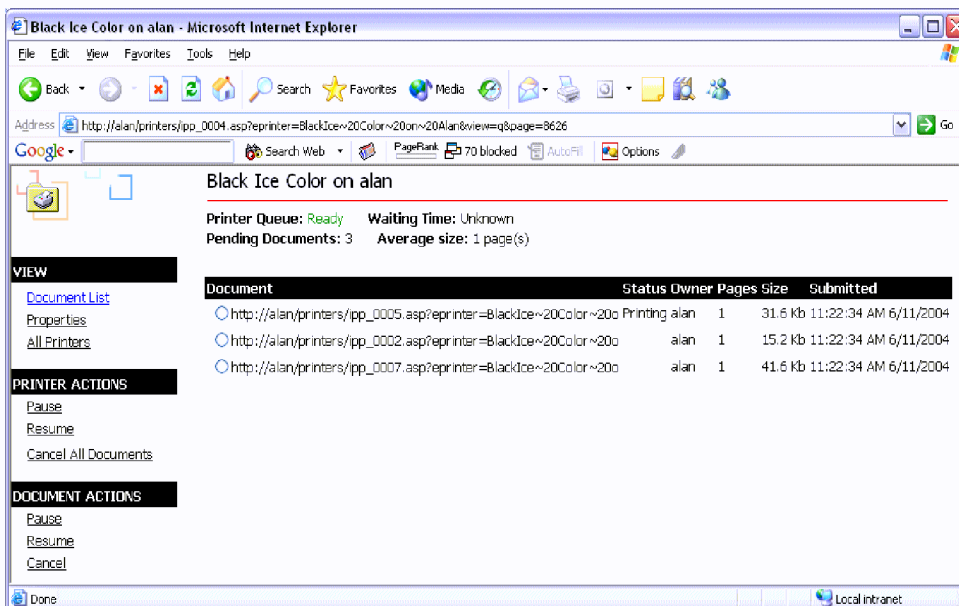 Black Ice Color on alan - Microsoft Internet Explorer
File Edit View Favorites Tools Help
Back Search Favorites Media
Address http://alan/printers/ipp_0004.asp?eprinter=BlackIce~20Color~20on~20Alan&view=q&page=8626 Go
Google Search Web PageRank 70 blocked AutoFill Options
Black Ice Color on alan
Printer Queue: Ready Waiting Time: Unknown
Pending Documents: 3 Average size: 1 page(s)
VIEW
Document List
Properties
All Printers
PRINTER ACTIONS
Pause
Resume
Cancel All Documents
DOCUMENT ACTIONS
Pause
Resume
Cancel
Document Status Owner Pages Size Submitted
http://alan/printers/ipp_0005.asp?eprinter=BlackIce~20Color~20o Printing alan 1 31.6 Kb 11:22:34 AM 6/11/2004
http://alan/printers/ipp_0002.asp?eprinter=BlackIce~20Color~20o alan 1 15.2 Kb 11:22:34 AM 6/11/2004
http://alan/printers/ipp_0007.asp?eprinter=BlackIce~20Color~20o alan 1 41.6 Kb 11:22:34 AM 6/11/2004
Done Local intranet